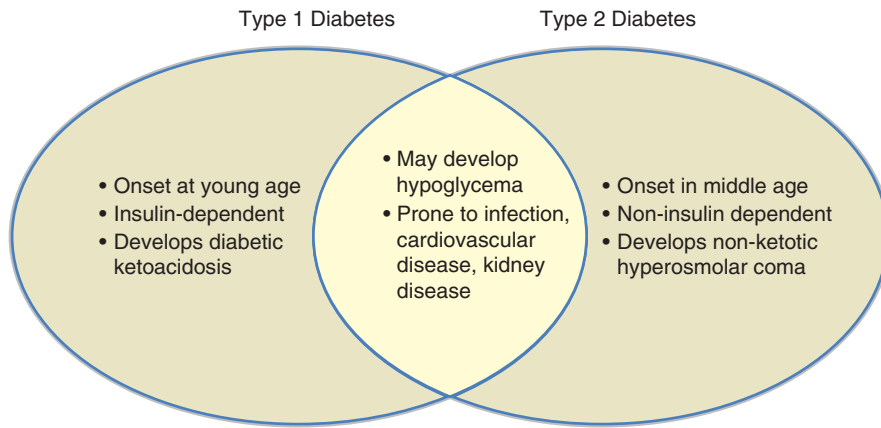 Type 1 Diabetes
Type 2 Diabetes
• Onset at young age
• Insulin-dependent
• Develops diabetic
ketoacidosis
• May develop
hypoglycema
• Prone to infection,
cardiovascular
disease, kidney
disease
• Onset in middle age
• Non-insulin dependent
• Develops non-ketotic
hyperosmolar coma